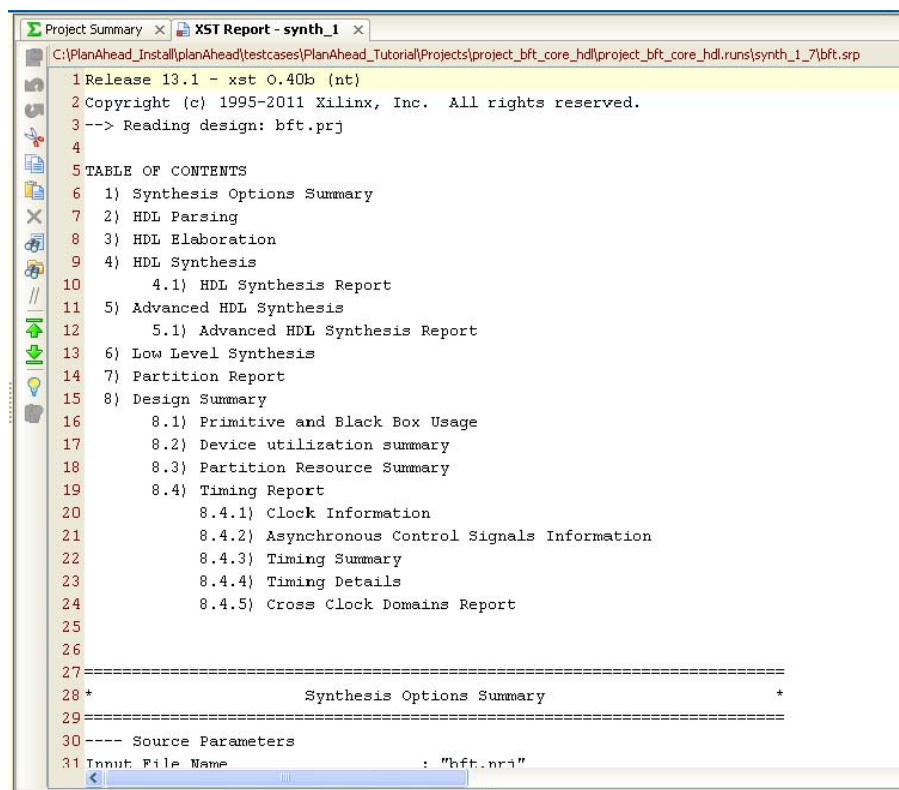 Project Summary × XST Report - synth_1 ×
C:\PlanAhead_Install\planAhead\testcases\PlanAhead_Tutorial\Projects\project_bft_core_hdl\project_bft_core_hdl.runs\synth_1_7\bft.srp
1 Release 13.1 - xst O.40b (nt)
2 Copyright (c) 1995-2011 Xilinx, Inc.  All rights reserved.
3 --> Reading design: bft.prj
4
5 TABLE OF CONTENTS
6   1) Synthesis Options Summary
7   2) HDL Parsing
8   3) HDL Elaboration
9   4) HDL Synthesis
10        4.1) HDL Synthesis Report
11   5) Advanced HDL Synthesis
12        5.1) Advanced HDL Synthesis Report
13   6) Low Level Synthesis
14   7) Partition Report
15   8) Design Summary
16        8.1) Primitive and Black Box Usage
17        8.2) Device utilization summary
18        8.3) Partition Resource Summary
19        8.4) Timing Report
20             8.4.1) Clock Information
21             8.4.2) Asynchronous Control Signals Information
22             8.4.3) Timing Summary
23             8.4.4) Timing Details
24             8.4.5) Cross Clock Domains Report
25
26
27 =========================================================================
28 *                       Synthesis Options Summary                        *
29 =========================================================================
30 ---- Source Parameters
31 Input File Name                    : "bft.prj"